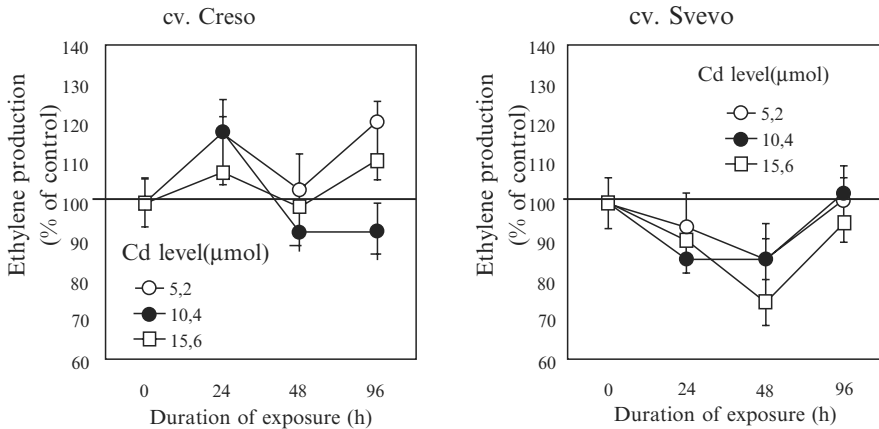 cv. Creso
140
130
120
110
100
90
80
70
60
Ethylene production
(% of control)
Cd level(μmol)
5,2
10,4
15,6
0 24 48 96
Duration of exposure (h)
cv. Svevo
140
130
120
110
100
90
80
70
60
Ethylene production
(% of control)
Cd level(μmol)
5,2
10,4
15,6
0 24 48 96
Duration of exposure (h)